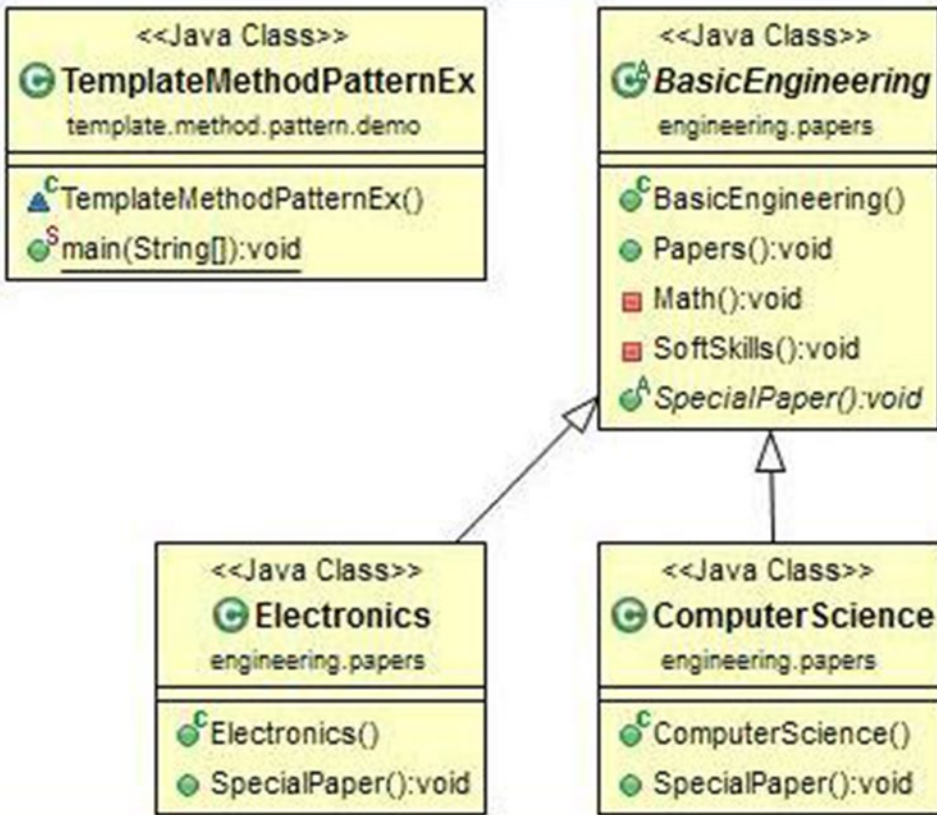 <<Java Class>>
TemplateMethodPatternEx
template.method.pattern.demo
TemplateMethodPatternEx()
main(String[]):void
<<Java Class>>
BasicEngineering
engineering.papers
BasicEngineering()
Papers():void
Math():void
SoftSkills():void
SpecialPaper():void
<<Java Class>>
Electronics
engineering.papers
Electronics()
SpecialPaper():void
<<Java Class>>
ComputerScience
engineering.papers
ComputerScience()
SpecialPaper():void